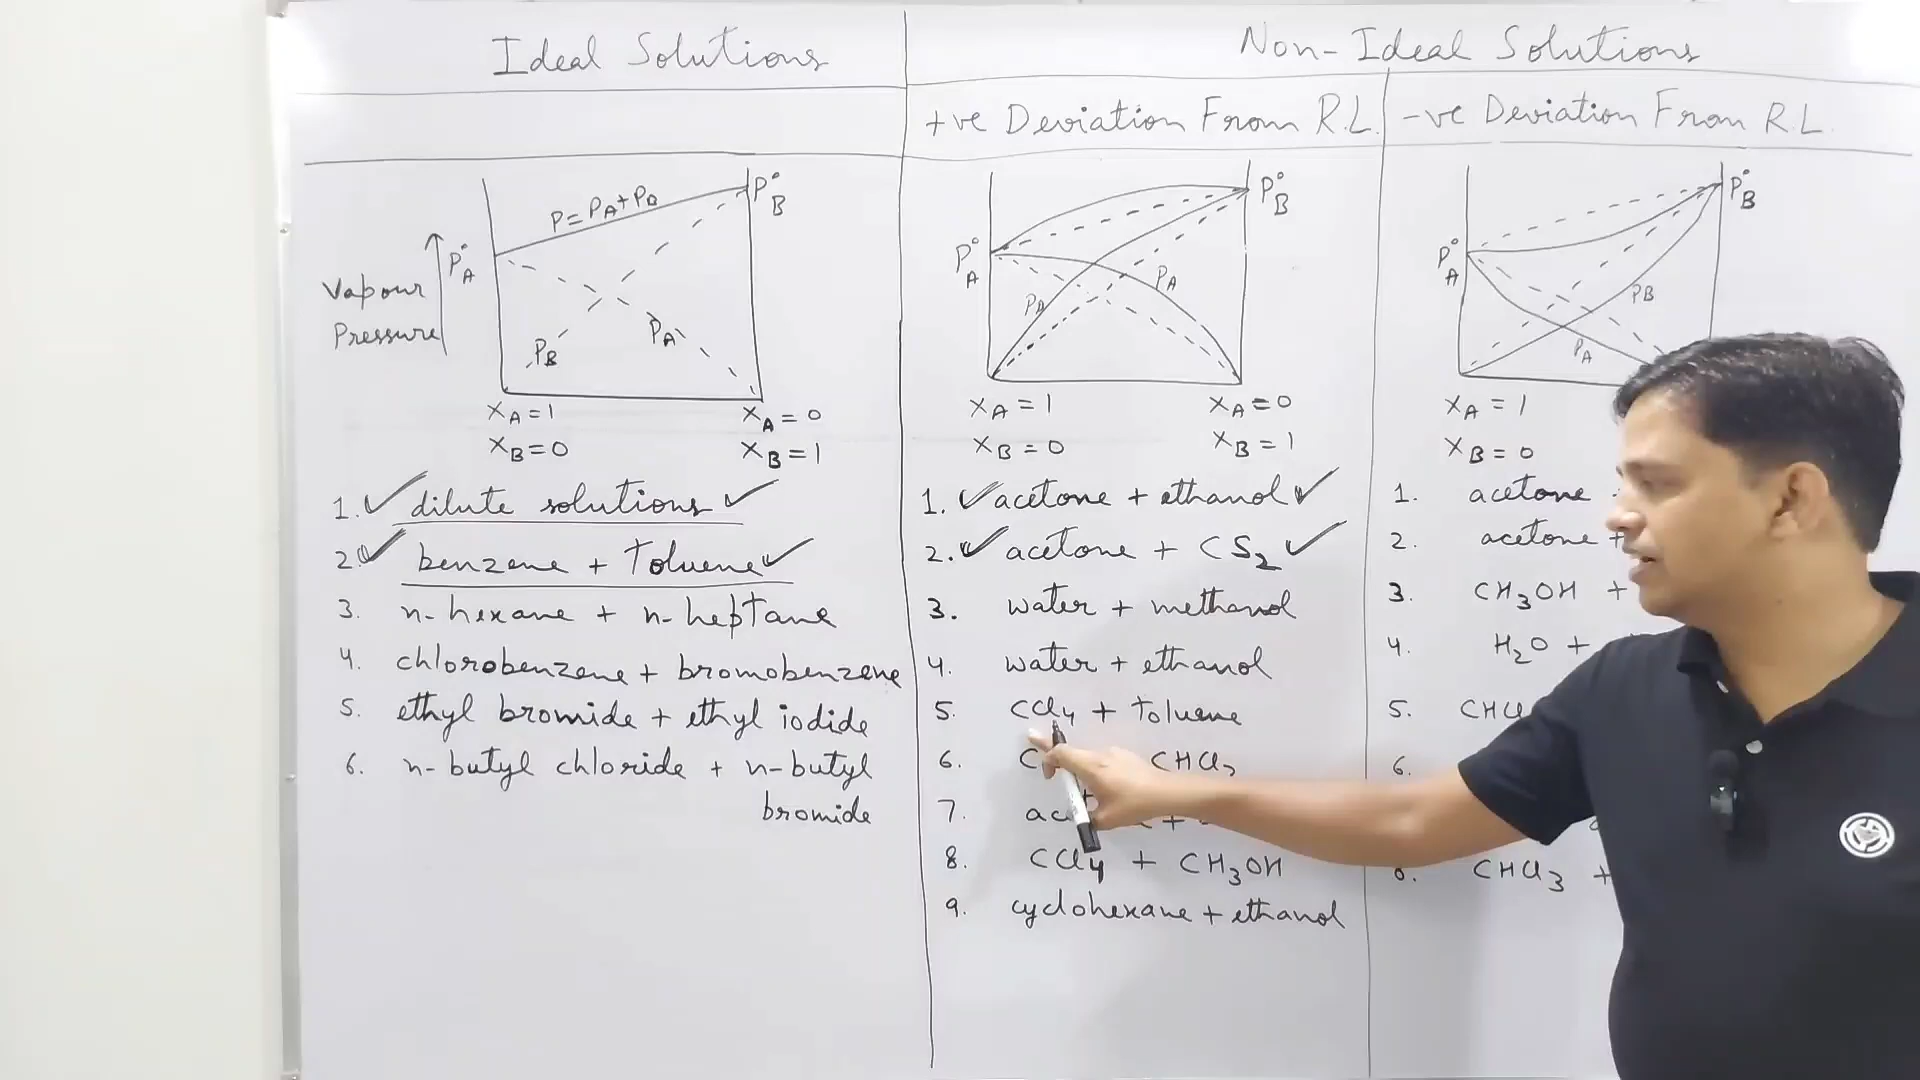 Ideal Solutions
Non-Ideal Solutions
+ve Deviation From R.L.
-ve Deviation From R.L.
Vapour
Pressure
P°A
P = PA + PB
P°B
PB
PA
XA = 1
XA = 0
XB = 0
XB = 1
1. dilute solutions
2. benzene + Toluene
3. n-hexane + n-heptane
4. chlorobenzene + bromobenzene
5. ethyl bromide + ethyl iodide
6. n-butyl chloride + n-butyl
bromide
P°A
P°B
PA
XA = 1
XA = 0
XB = 0
XB = 1
1. acetone + ethanol
2. acetone + CS2
3. water + methanol
4. water + ethanol
5. CCl4 + toluene
6. CHCl3
7. +
8. CCl4 + CH3OH
9. cyclohexane + ethanol
P°A
P°B
PB
PA
XA = 1
XB = 0
1. acetone
2. acetone +
3. CH3OH +
4. H2O +
5.
6.
CHCl3 +